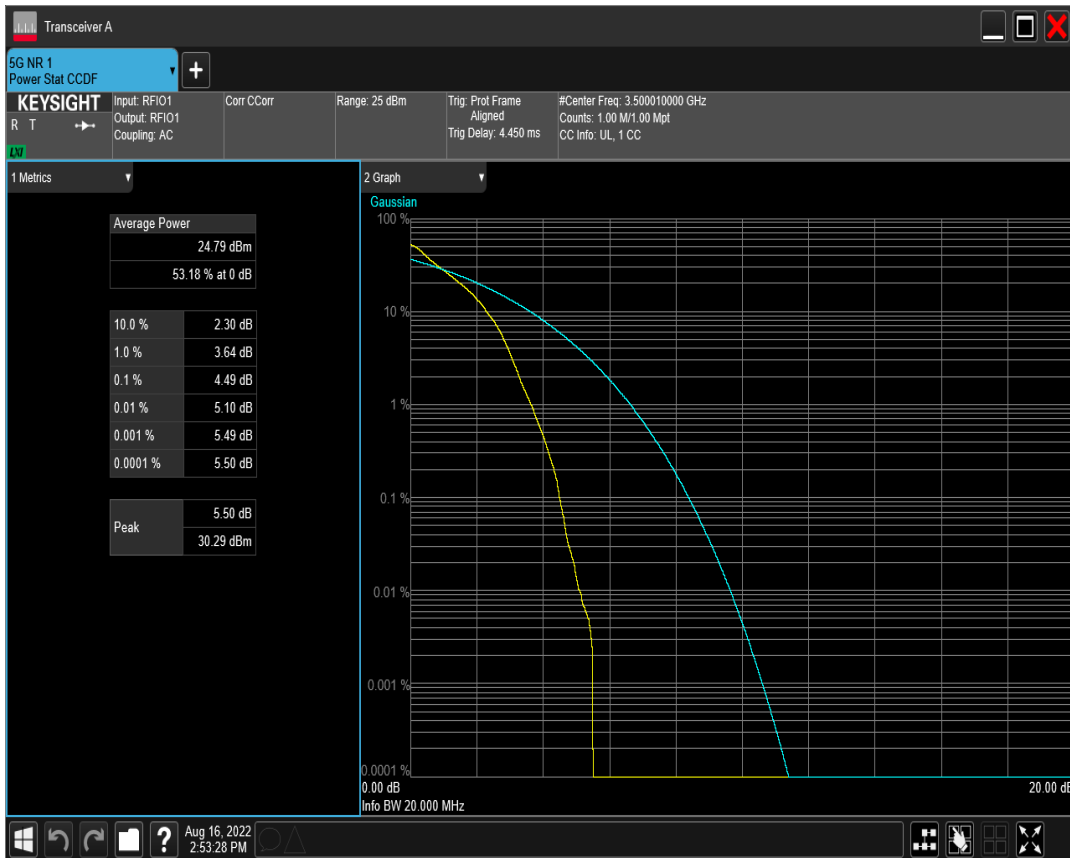 Transceiver A
5G NR 1
Power Stat CCDF
+
KEYSIGHT
R T
LXI
Input: RFIO1
Output: RFIO1
Coupling: AC
Corr CCorr
Range: 25 dBm
Trig: Prot Frame
Aligned
Trig Delay: 4.450 ms
#Center Freq: 3.500010000 GHz
Counts: 1.00 M/1.00 Mpt
CC Info: UL, 1 CC
1 Metrics
Average Power
24.79 dBm
53.18 % at 0 dB
10.0 % 2.30 dB
1.0 % 3.64 dB
0.1 % 4.49 dB
0.01 % 5.10 dB
0.001 % 5.49 dB
0.0001 % 5.50 dB
Peak
5.50 dB
30.29 dBm
2 Graph
Gaussian
100 %
10 %
1 %
0.1 %
0.01 %
0.001 %
0.0001 %
0.00 dB
20.00 dB
Info BW 20.000 MHz
?
Aug 16, 2022
2:53:28 PM